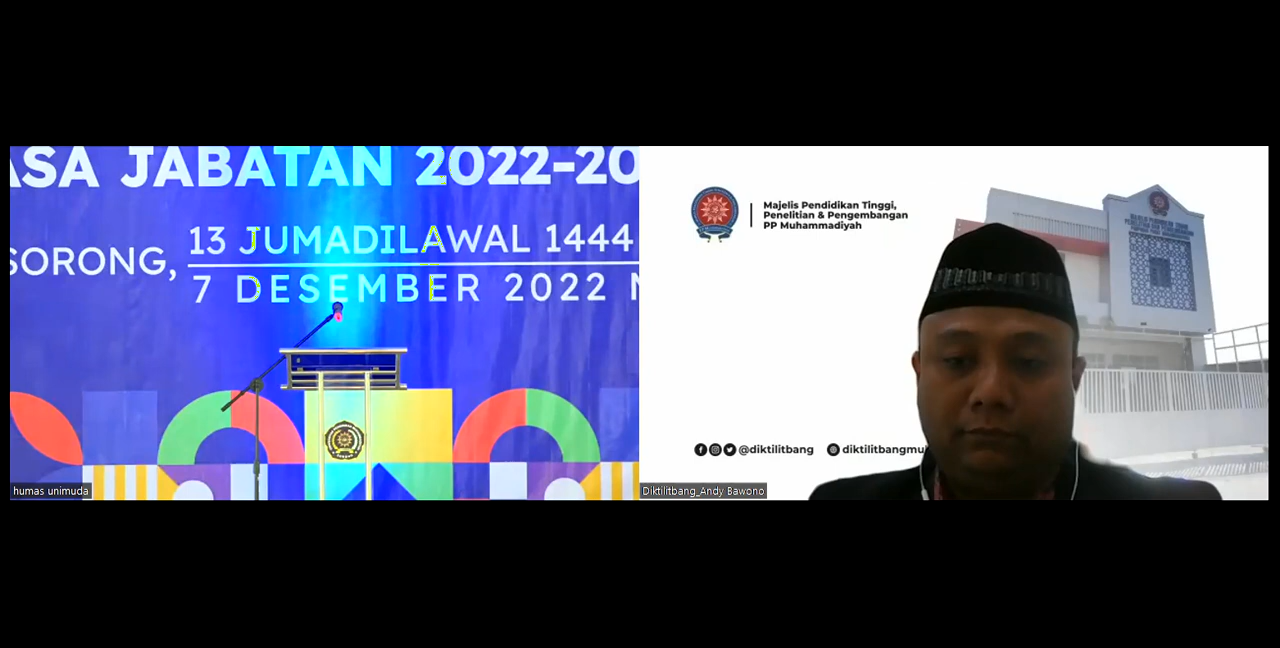 ASA JABATAN 2022-20
SORONG,
13 JUMADILAWAL 1444
7 DESEMBER 2022
humas unimuda
Majelis Pendidikan Tinggi,
Penelitian & Pengembangan
PP Muhammadiyah
@diktilitbang
diktilitbangmu
Diktilitbang_Andy Bawono